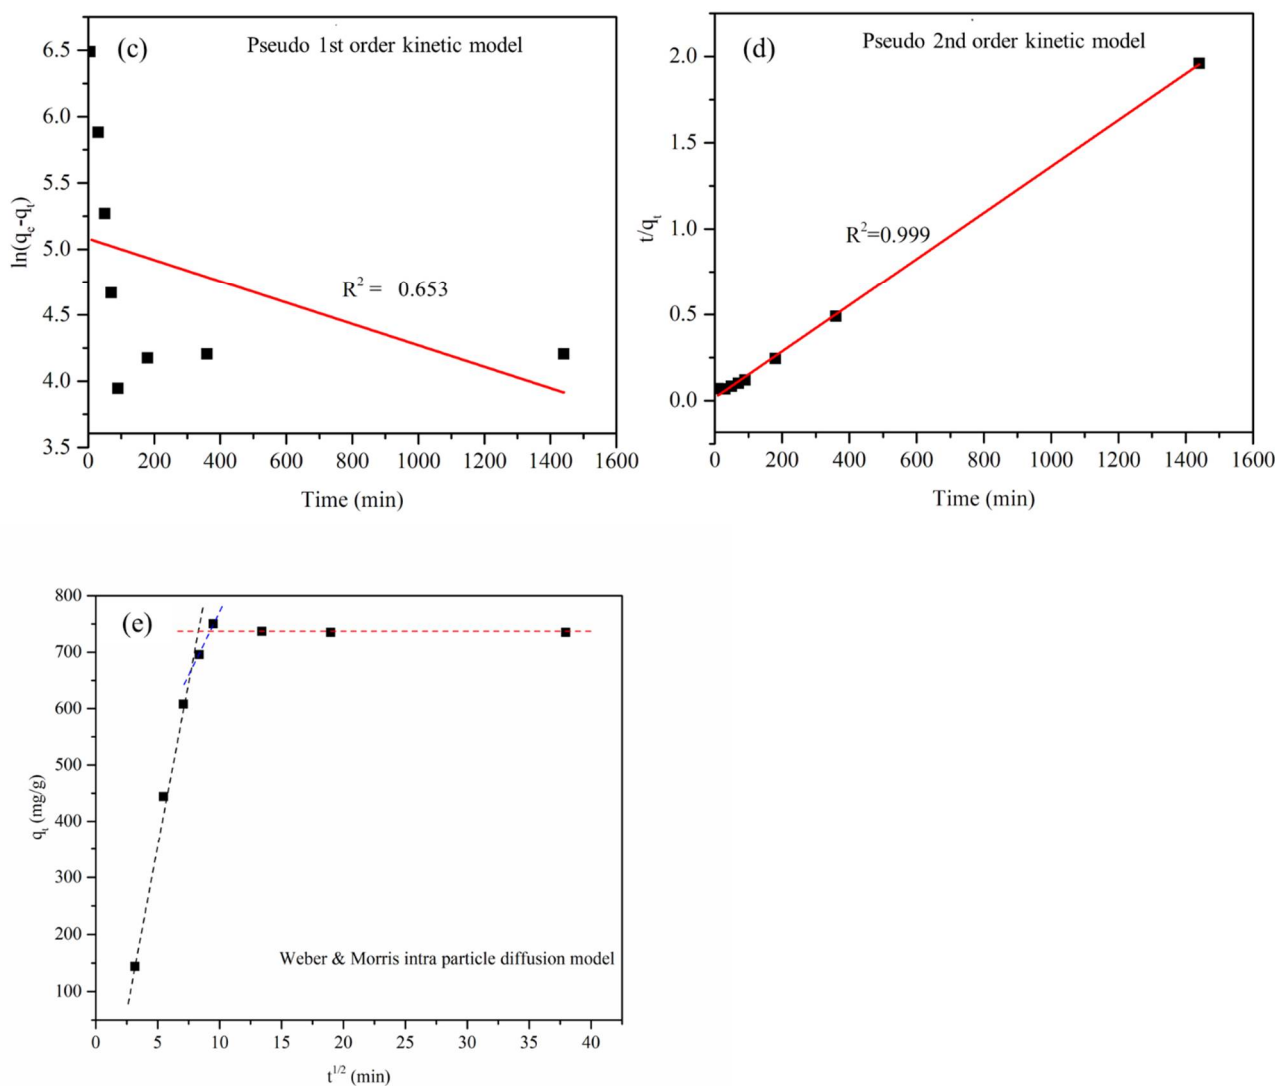 (c)
Pseudo 1st order kinetic model
6.5
6.0
5.5
5.0
4.5
4.0
3.5
ln(qe-qt)
R2 = 0.653
0 200 400 600 800 1000 1200 1400 1600
Time (min)
(d)
Pseudo 2nd order kinetic model
2.0
1.5
1.0
0.5
0.0
t/qt
R2=0.999
0 200 400 600 800 1000 1200 1400 1600
Time (min)
(e)
800
700
600
500
400
300
200
100
qt (mg/g)
Weber & Morris intra particle diffusion model
0 5 10 15 20 25 30 35 40
t1/2 (min)